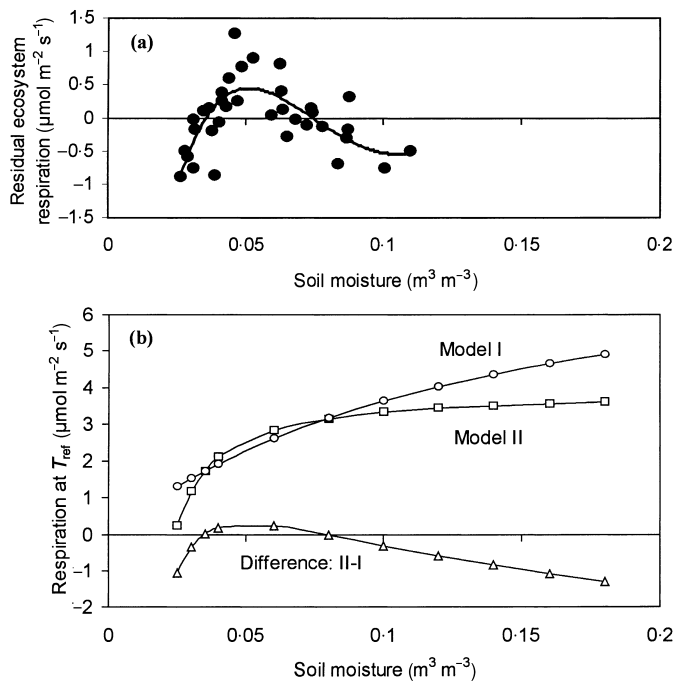 (a)
Residual ecosystem
respiration (μmol m⁻² s⁻¹)
1·5
1
0·5
0
−0·5
−1
−1·5
0
0·05
0·1
0·15
0·2
Soil moisture (m³ m⁻³)
(b)
Respiration at Tref (μmol m⁻² s⁻¹)
6
5
4
3
2
1
0
−1
−2
Model I
Model II
Difference: II-I
0
0·05
0·1
0·15
0·2
Soil moisture (m³ m⁻³)